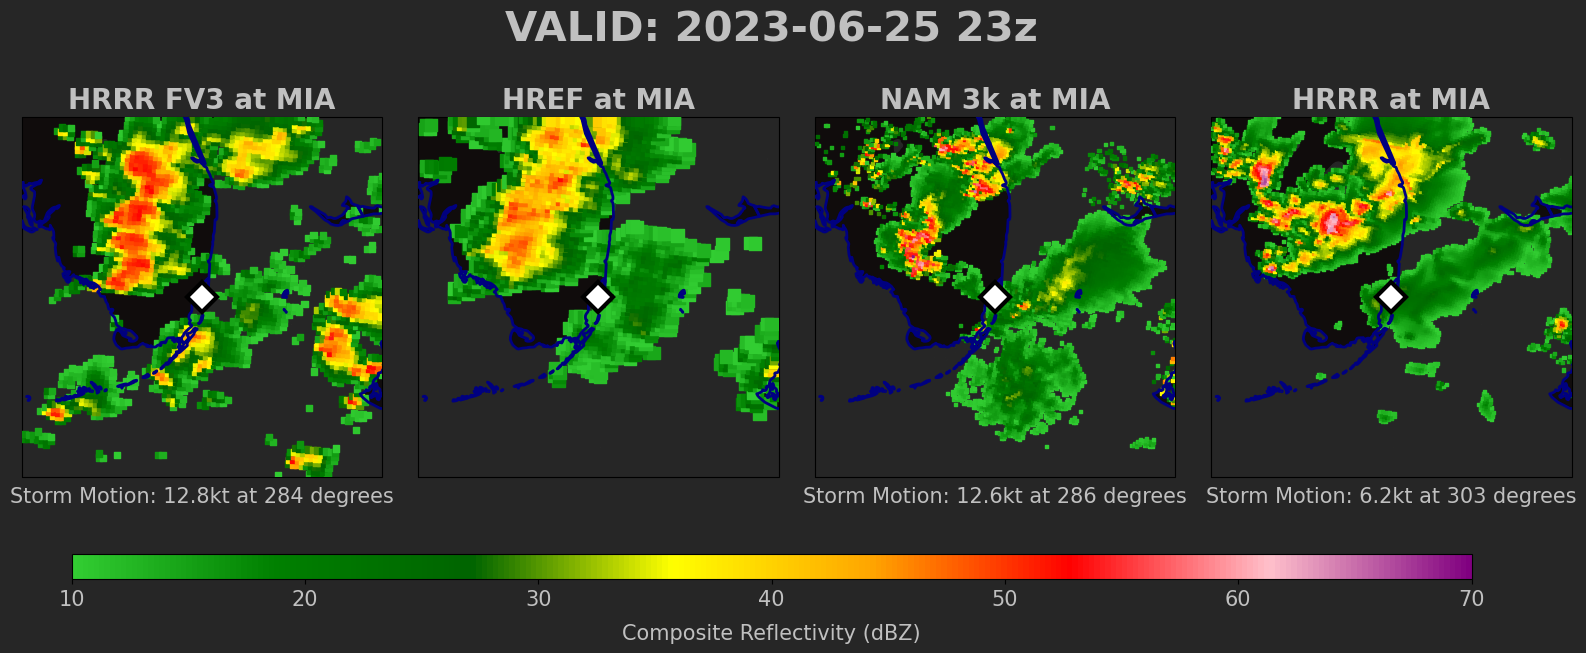 VALID: 2023-06-25 23z
HRRR FV3 at MIA
HREF at MIA
NAM 3k at MIA
HRRR at MIA
Storm Motion: 12.8kt at 284 degrees
Storm Motion: 12.6kt at 286 degrees
Storm Motion: 6.2kt at 303 degrees
10 20 30 40 50 60 70
Composite Reflectivity (dBZ)